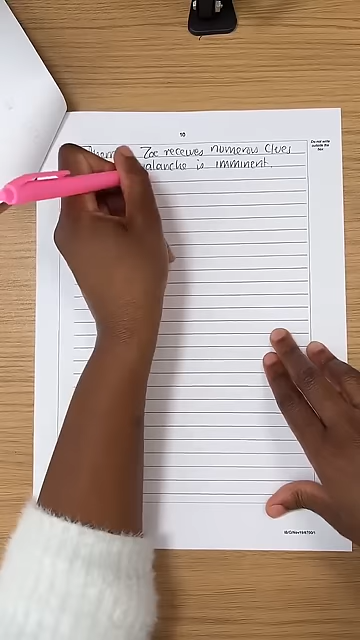 10
Do not write
outside the
box
Zoe receives numerous clues
avalanche is imminent.